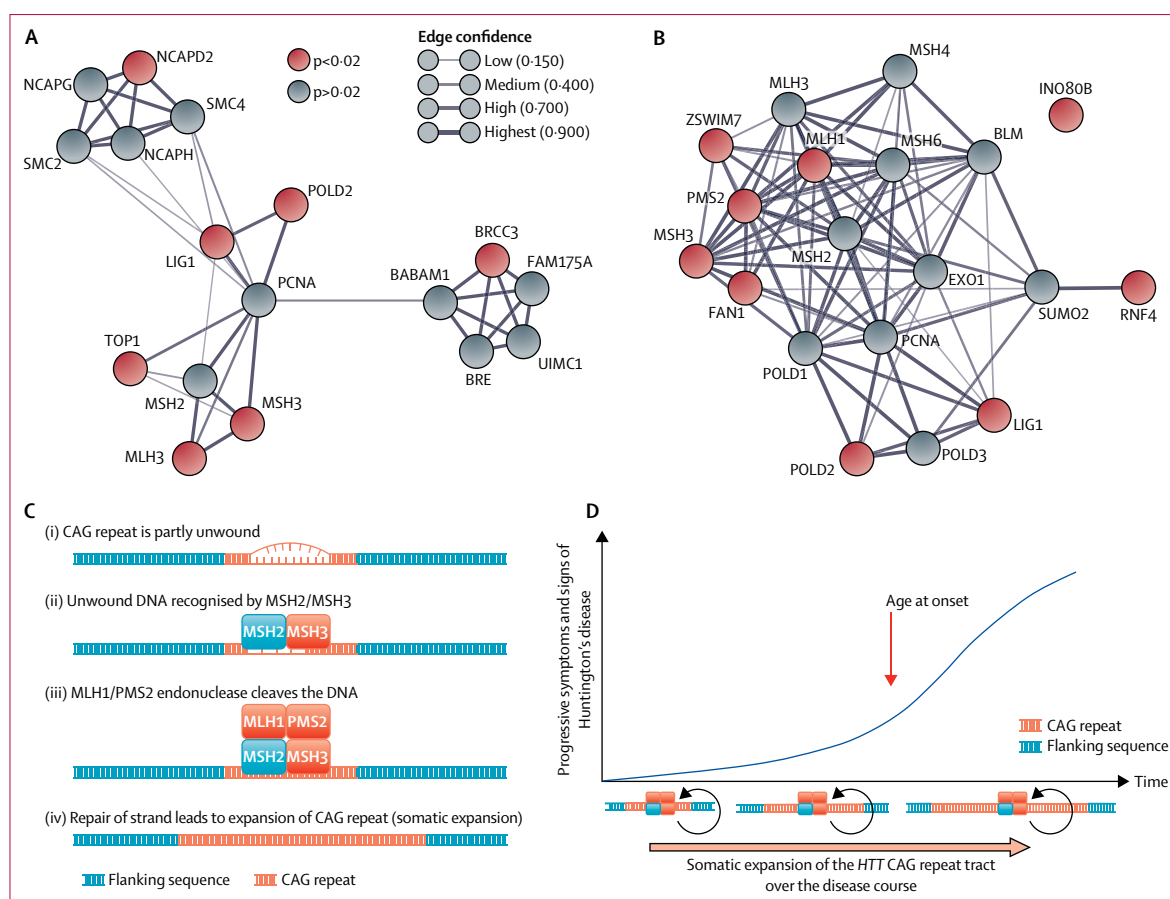 A
NCAPD2
NCAPG
SMC4
SMC2
NCAPH
p<0·02
p>0·02
Edge confidence
Low (0·150)
Medium (0·400)
High (0·700)
Highest (0·900)
POLD2
LIG1
PCNA
BRCC3
BABAM1
FAM175A
TOP1
MSH2
MSH3
MLH3
BRE
UIMC1
B
MSH4
MLH3
INO80B
ZSWIM7
MLH1
MSH6
BLM
PMS2
MSH3
MSH2
EXO1
FAN1
SUMO2
RNF4
PCNA
POLD1
LIG1
POLD2
POLD3
C
(i) CAG repeat is partly unwound
(ii) Unwound DNA recognised by MSH2/MSH3
MSH2 MSH3
(iii) MLH1/PMS2 endonuclease cleaves the DNA
MLH1 PMS2
MSH2 MSH3
(iv) Repair of strand leads to expansion of CAG repeat (somatic expansion)
Flanking sequence
CAG repeat
D
Progressive symptoms and signs of
Huntington's disease
Age at onset
CAG repeat
Flanking sequence
Time
Somatic expansion of the HTT CAG repeat tract
over the disease course